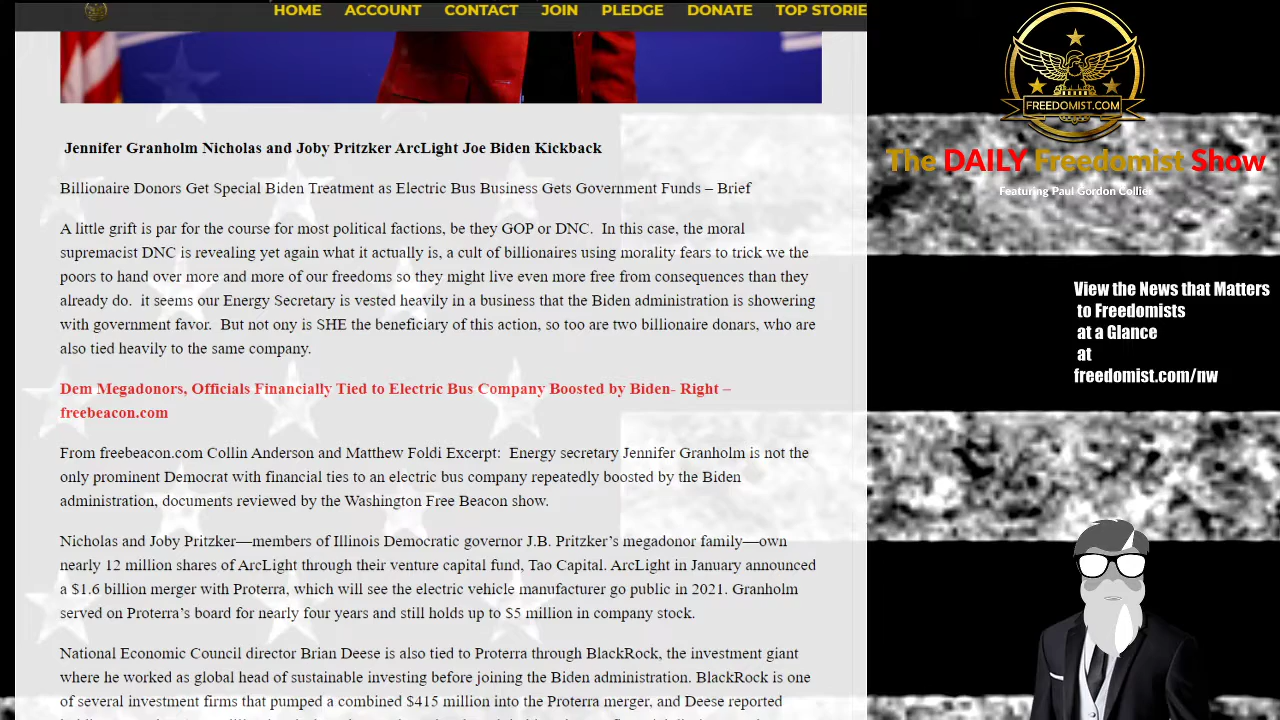 HOME ACCOUNT CONTACT JOIN PLEDGE DONATE TOP STORIE
Jennifer Granholm Nicholas and Joby Pritzker ArcLight Joe Biden Kickback
Billionaire Donors Get Special Biden Treatment as Electric Bus Business Gets Government Funds – Brief
A little grift is par for the course for most political factions, be they GOP or DNC.  In this case, the moral
supremacist DNC is revealing yet again what it actually is, a cult of billionaires using morality fears to trick we the
poors to hand over more and more of our freedoms so they might live even more free from consequences than they
already do.  it seems our Energy Secretary is vested heavily in a business that the Biden administration is showering
with government favor.  But not ony is SHE the beneficiary of this action, so too are two billionaire donars, who are
also tied heavily to the same company.
Dem Megadonors, Officials Financially Tied to Electric Bus Company Boosted by Biden- Right –
freebeacon.com
From freebeacon.com Collin Anderson and Matthew Foldi Excerpt:  Energy secretary Jennifer Granholm is not the
only prominent Democrat with financial ties to an electric bus company repeatedly boosted by the Biden
administration, documents reviewed by the Washington Free Beacon show.
Nicholas and Joby Pritzker—members of Illinois Democratic governor J.B. Pritzker’s megadonor family—own
nearly 12 million shares of ArcLight through their venture capital fund, Tao Capital. ArcLight in January announced
a $1.6 billion merger with Proterra, which will see the electric vehicle manufacturer go public in 2021. Granholm
served on Proterra’s board for nearly four years and still holds up to $5 million in company stock.
National Economic Council director Brian Deese is also tied to Proterra through BlackRock, the investment giant
where he worked as global head of sustainable investing before joining the Biden administration. BlackRock is one
of several investment firms that pumped a combined $415 million into the Proterra merger, and Deese reported
FREEDOMIST.COM
The DAILY Freedomist Show
Featuring Paul Gordon Collie
View the News that Matters
to Freedomists
at a Glance
at
freedomist.com/nw